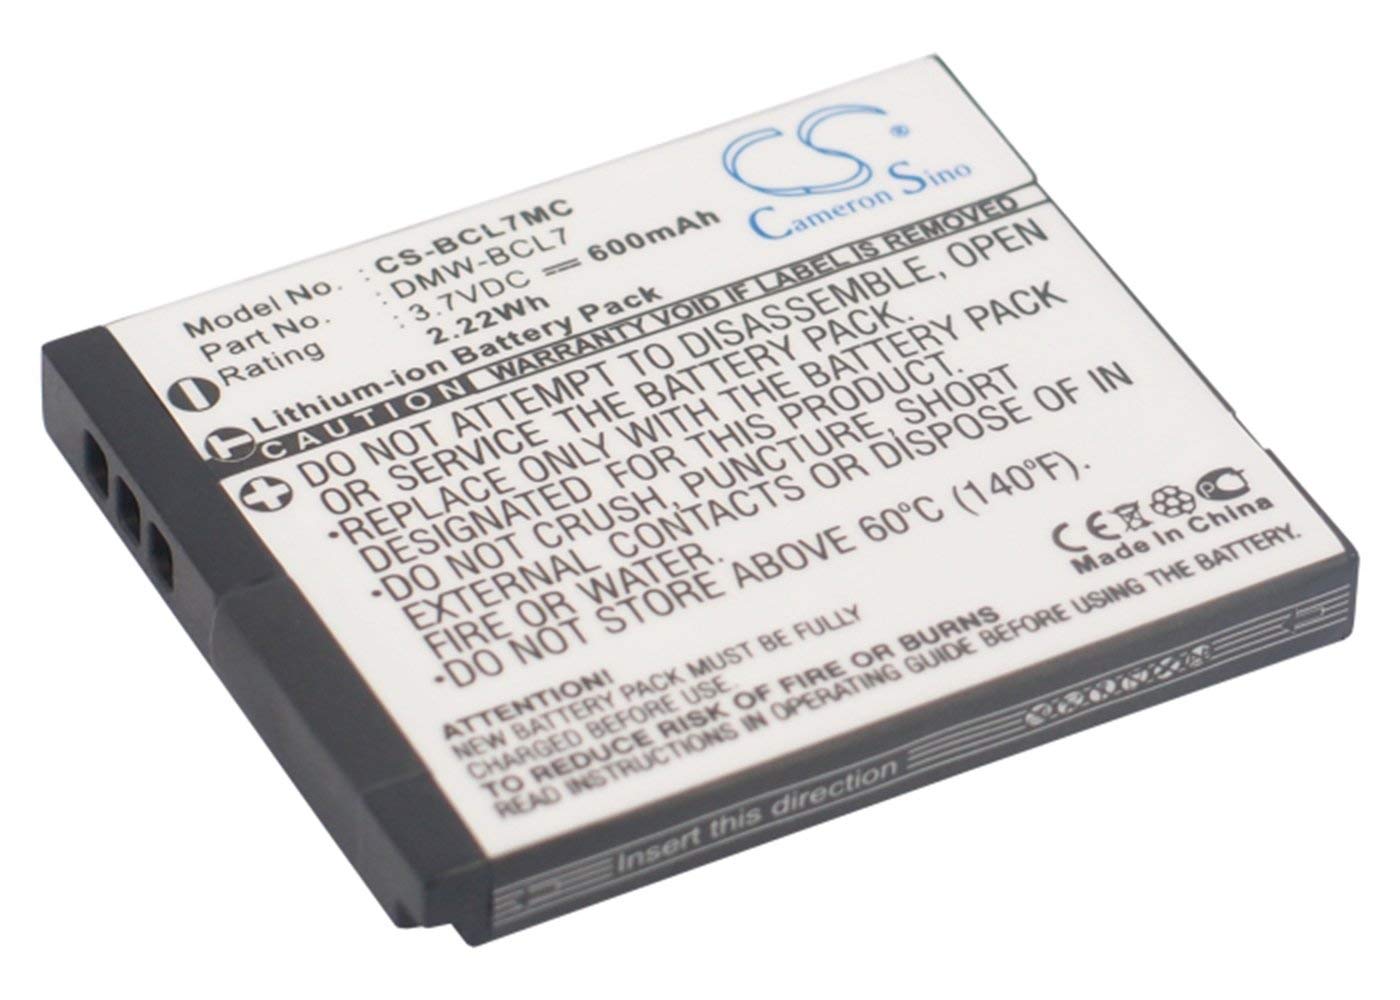 CS®
Cameron Sino
Model No. : CS-BCL7MC
Part No. : DMW-BCL7
Rating : 3.7VDC 600mAh
2.22Wh
Lithium-ion Battery Pack
CAUTION WARRANTY VOID IF LABEL IS REMOVED!
•DO NOT ATTEMPT TO DISASSEMBLE, OPEN
OR SERVICE THE BATTERY PACK.
•REPLACE ONLY WITH BATTERY PACK
DESIGNATED FOR THIS PRODUCT.
•DO NOT CRUSH, PUNCTURE, SHORT
EXTERNAL CONTACTS OR DISPOSE OF IN
FIRE OR WATER.
•DO NOT STORE ABOVE 60°C (140°F).
CE
Made In China
ATTENTION!
NEW BATTERY PACK MUST BE FULLY
CHARGED BEFORE USE.
TO REDUCE RISK OF FIRE OR BURNS
READ INSTRUCTIONS IN OPERATING GUIDE BEFORE USING THE BATTERY.
Insert this direction